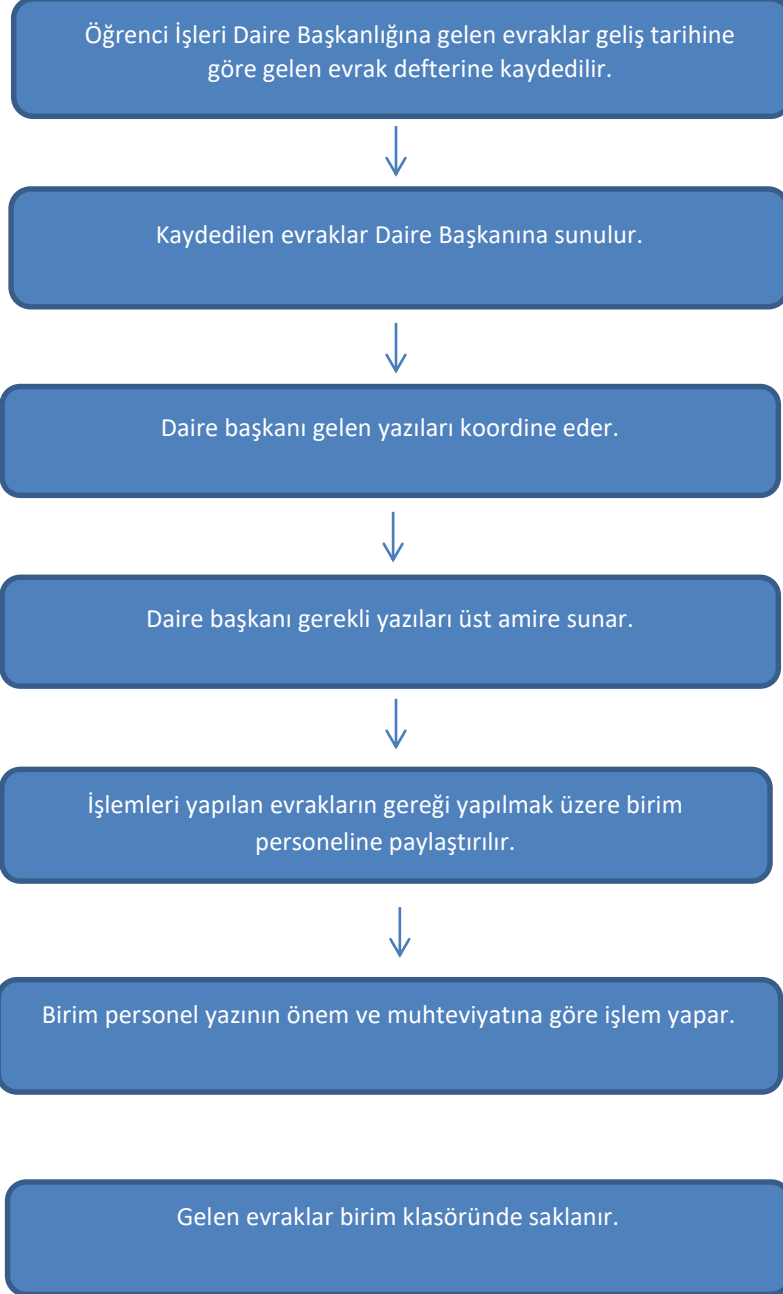 Öğrenci İşleri Daire Başkanlığına gelen evraklar geliş tarihine
göre gelen evrak defterine kaydedilir.
Kaydedilen evraklar Daire Başkanına sunulur.
Daire başkanı gelen yazıları koordine eder.
Daire başkanı gerekli yazıları üst amire sunar.
İşlemleri yapılan evrakların gereği yapılmak üzere birim
personeline paylaştırılır.
Birim personel yazının önem ve muhteviyatına göre işlem yapar.
Gelen evraklar birim klasöründe saklanır.